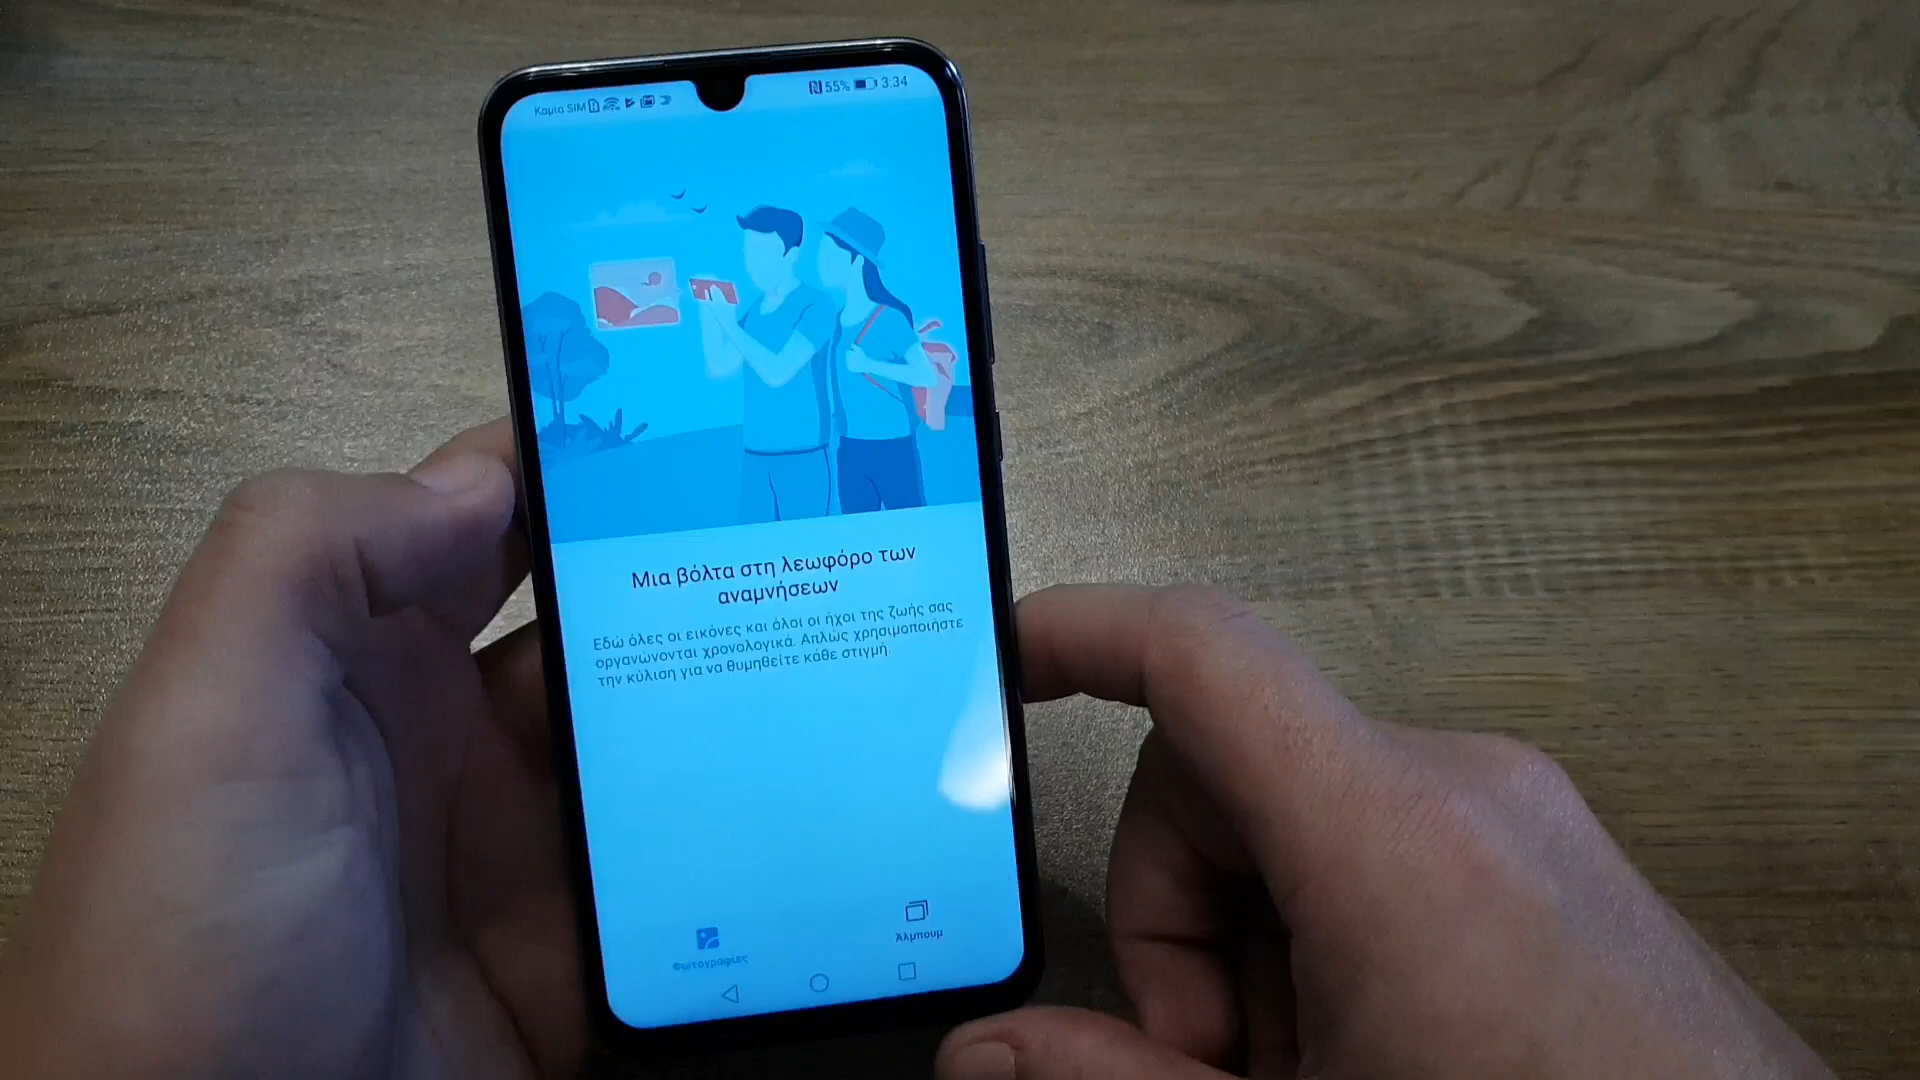 Καμία SIM 55% 3:34
Μια βόλτα στη λεωφόρο των
αναμνήσεων
Εδώ όλες οι εικόνες και όλοι οι ήχοι της ζωής σας
οργανώνονται χρονολογικά. Απλώς χρησιμοποιήστε
την κύλιση για να θυμηθείτε κάθε στιγμή.
Φωτογραφίες Άλμπουμ